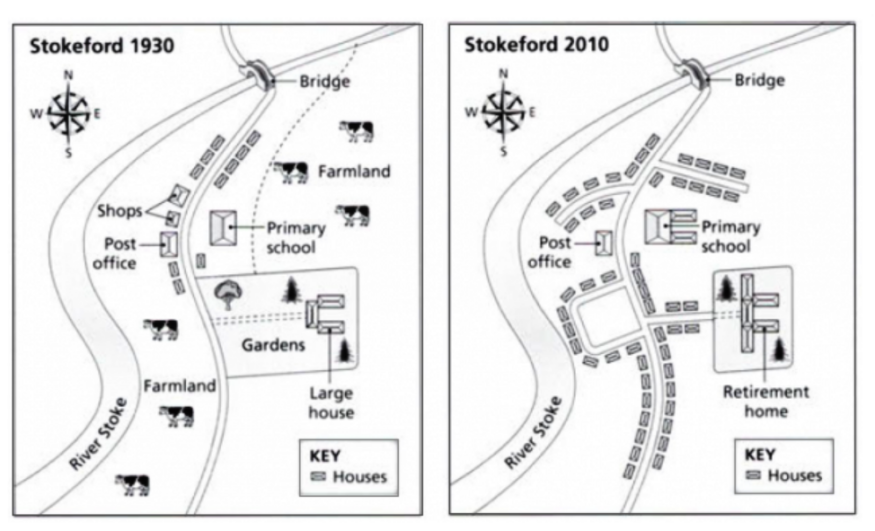 Stokeford 1930
N
W
E
S
Bridge
Farmland
Shops
Primary
school
Post
office
Gardens
Farmland
Large
house
River Stoke
KEY
Houses
Stokeford 2010
N
W
E
S
Bridge
Post
office
Primary
school
Retirement
home
River Stoke
KEY
Houses